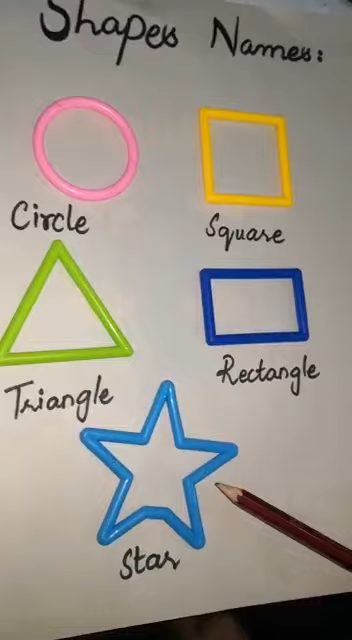 Shapes Names:
Circle
Square
Triangle
Rectangle
Star